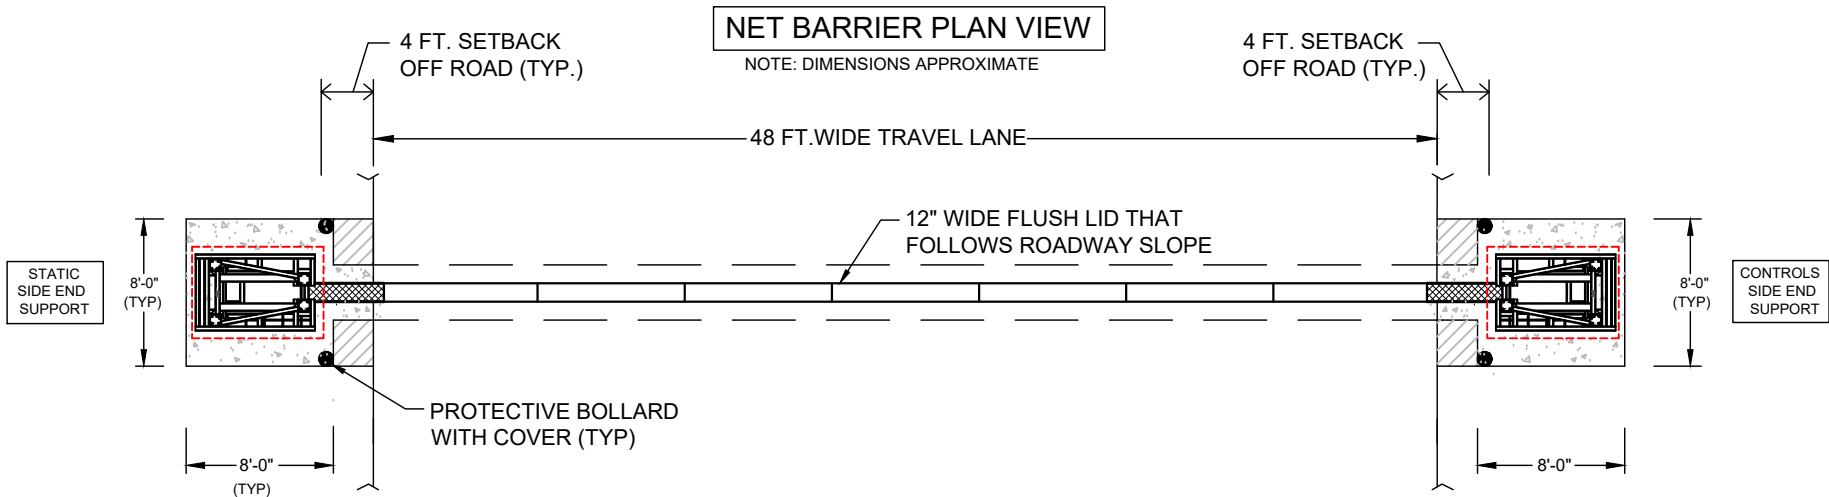 NET BARRIER PLAN VIEW
NOTE: DIMENSIONS APPROXIMATE
4 FT. SETBACK
OFF ROAD (TYP.)
4 FT. SETBACK
OFF ROAD (TYP.)
48 FT.WIDE TRAVEL LANE
12" WIDE FLUSH LID THAT
FOLLOWS ROADWAY SLOPE
STATIC
SIDE END
SUPPORT
8'-0"
(TYP)
8'-0"
(TYP)
CONTROLS
SIDE END
SUPPORT
PROTECTIVE BOLLARD
WITH COVER (TYP)
8'-0"
(TYP)
8'-0"